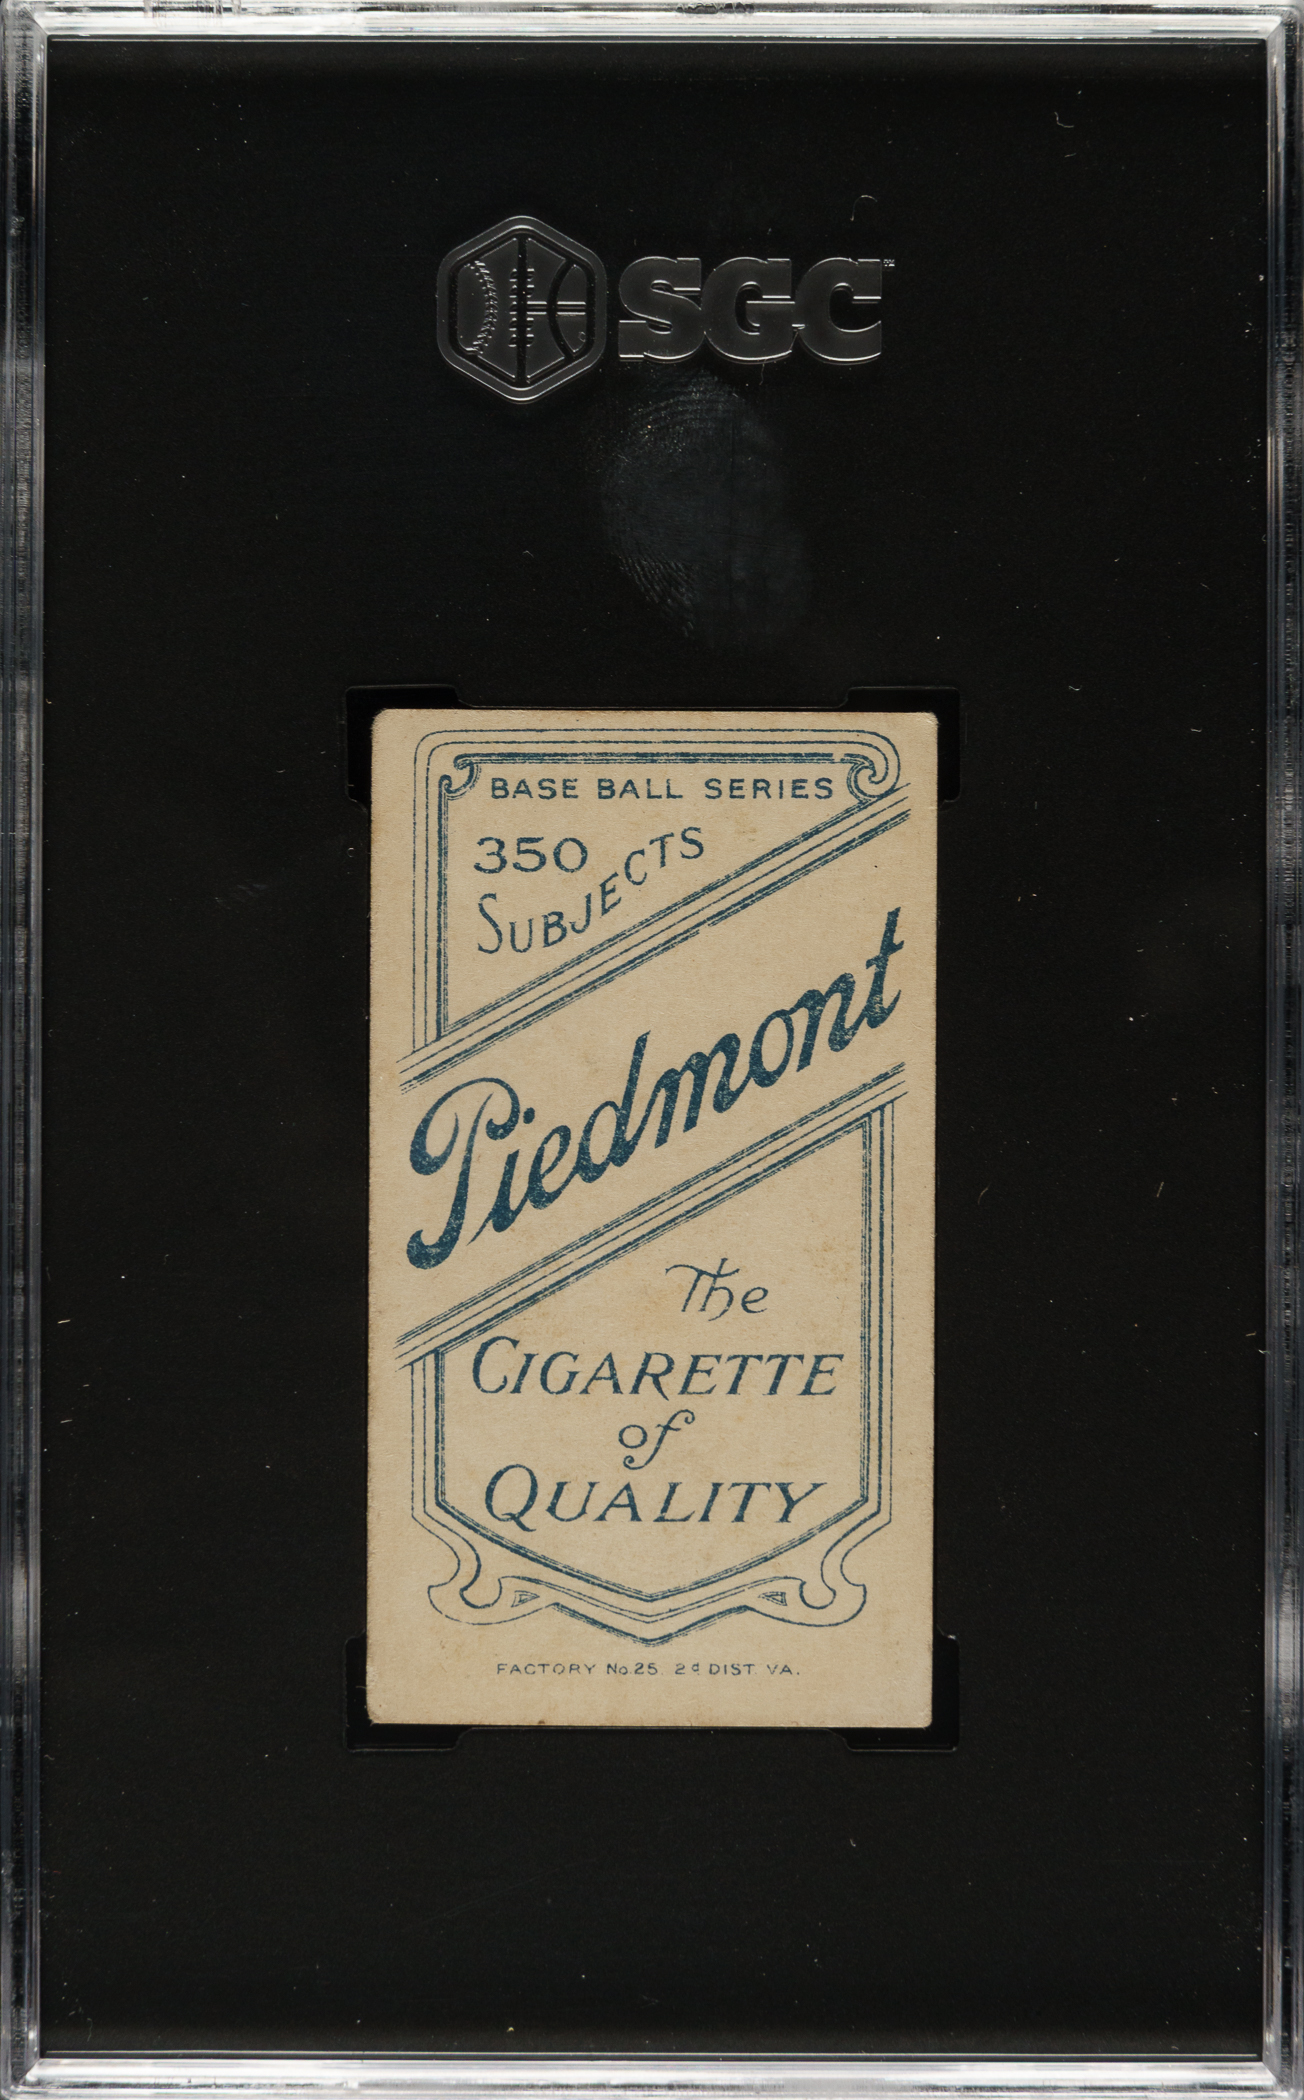 SGC
BASE BALL SERIES
350
SUBJECTS
Piedmont
The
CIGARETTE
of
QUALITY
FACTORY No. 25. 2d DIST. VA.